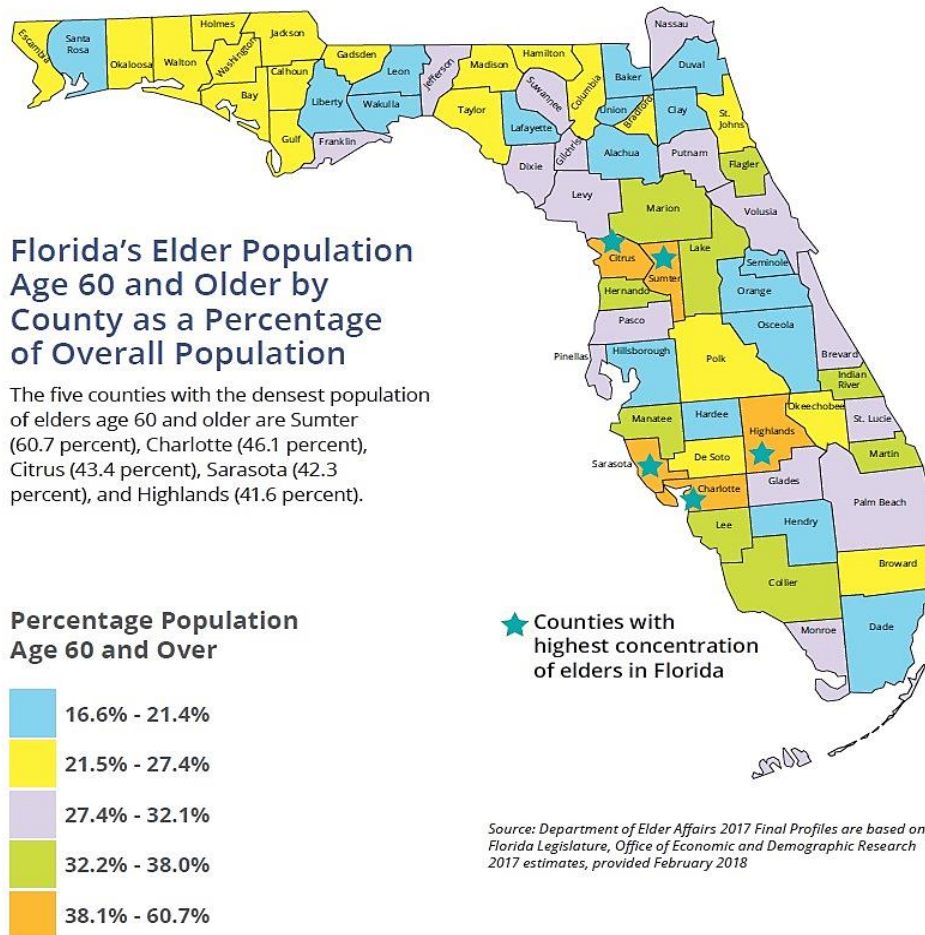 Escambia
Santa
Rosa
Okaloosa
Walton
Holmes
Washington
Jackson
Calhoun
Bay
Gulf
Gadsden
Liberty
Franklin
Leon
Wakulla
Jefferson
Madison
Taylor
Hamilton
Suwannee
Lafayette
Dixie
Columbia
Gilchrist
Levy
Baker
Union
Bradford
Alachua
Nassau
Duval
Clay
St.
Johns
Putnam
Flagler
Marion
Volusia
Citrus
Sumter
Lake
Hernando
Seminole
Orange
Pasco
Osceola
Pinellas
Hillsborough
Polk
Brevard
Indian
River
Manatee
Hardee
Highlands
Okeechobee
St. Lucie
Sarasota
De Soto
Martin
Charlotte
Glades
Palm Beach
Lee
Hendry
Collier
Broward
Monroe
Dade
Florida's Elder Population
Age 60 and Older by
County as a Percentage
of Overall Population
The five counties with the densest population
of elders age 60 and older are Sumter
(60.7 percent), Charlotte (46.1 percent),
Citrus (43.4 percent), Sarasota (42.3
percent), and Highlands (41.6 percent).
Percentage Population
Age 60 and Over
16.6% - 21.4%
21.5% - 27.4%
27.4% - 32.1%
32.2% - 38.0%
38.1% - 60.7%
Counties with
highest concentration
of elders in Florida
Source: Department of Elder Affairs 2017 Final Profiles are based on
Florida Legislature, Office of Economic and Demographic Research
2017 estimates, provided February 2018